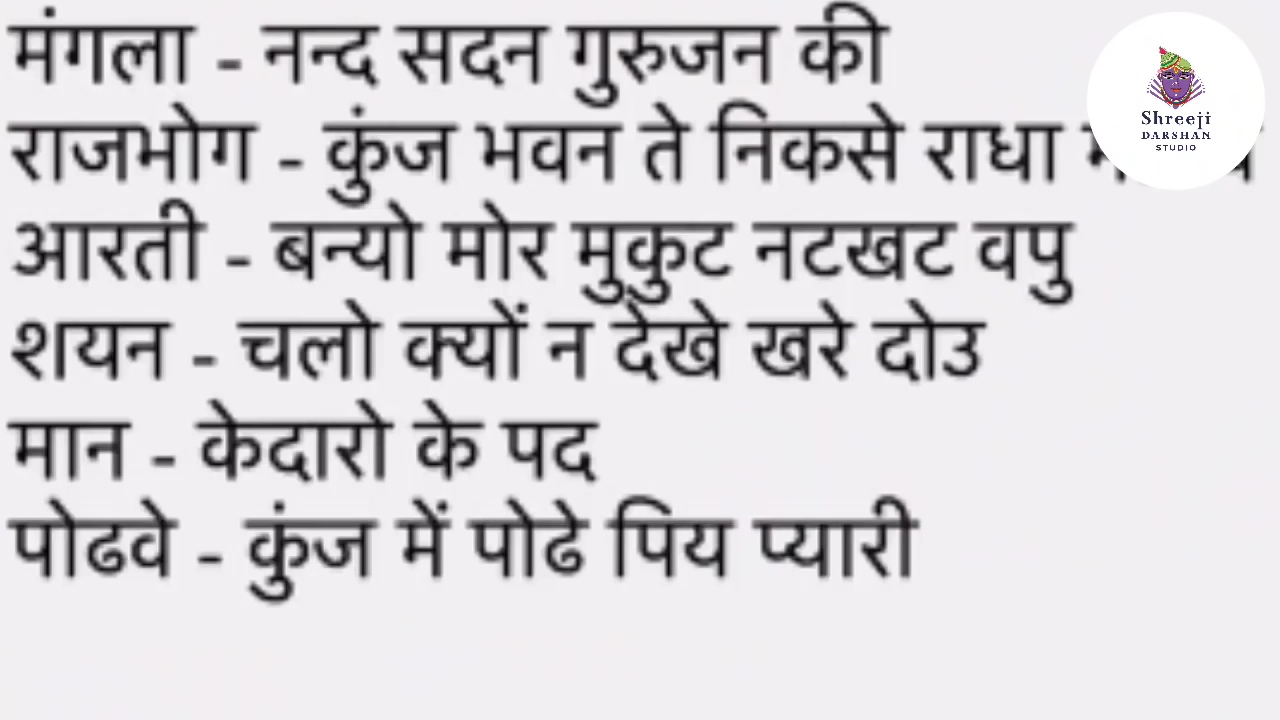 मंगला - नन्द सदन गुरुजन की
राजभोग - कुंज भवन ते निकसे राधा
आरती - बन्यो मोर मुकुट नटखट वपु
शयन - चलो क्यों न देखे खरे दोउ
मान - केदारो के पद
पोढवे - कुंज में पोढे पिय प्यारी
Shreeji
DARSHAN
STUDIO